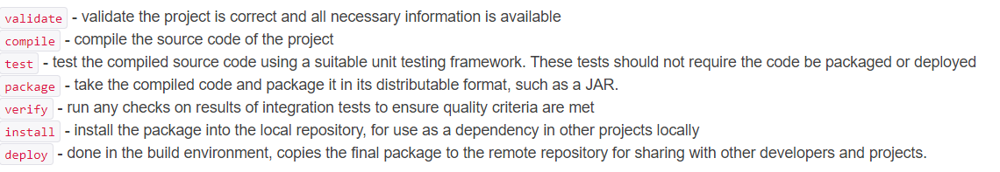 validate - validate the project is correct and all necessary information is available
compile - compile the source code of the project
test - test the compiled source code using a suitable unit testing framework. These tests should not require the code be packaged or deployed
package - take the compiled code and package it in its distributable format, such as a JAR.
verify - run any checks on results of integration tests to ensure quality criteria are met
install - install the package into the local repository, for use as a dependency in other projects locally
deploy - done in the build environment, copies the final package to the remote repository for sharing with other developers and projects.